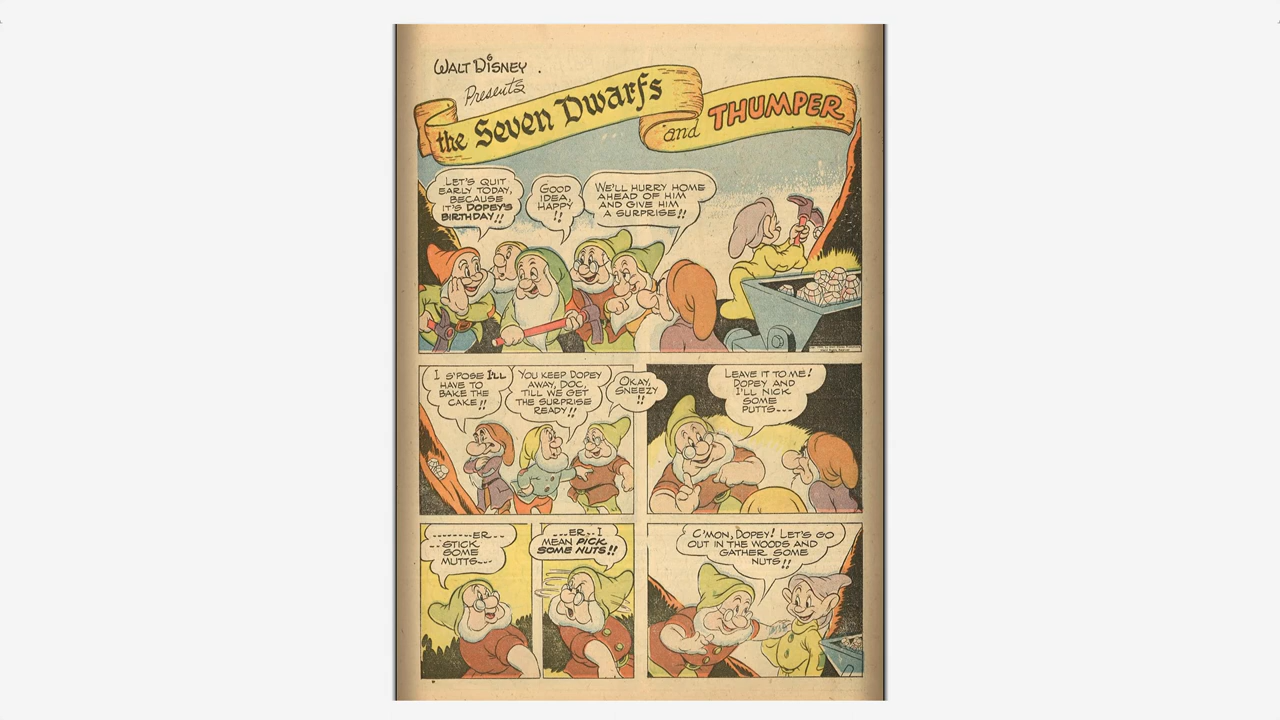 WALT DISNEY
Presents
the Seven Dwarfs
and THUMPER
LET'S QUIT
EARLY TODAY,
BECAUSE
IT'S DOPEY'S
BIRTHDAY!!
GOOD
IDEA,
HAPPY
!!
WE'LL HURRY HOME
AHEAD OF HIM
AND GIVE HIM
A SURPRISE!!
I S'POSE I'LL
HAVE TO
BAKE THE
CAKE!!
YOU KEEP DOPEY
AWAY, DOC,
TILL WE GET
THE SURPRISE
READY!!
OKAY,
SNEEZY
!!
LEAVE IT TO ME!
DOPEY AND
I'LL NICK
SOME
PUTTS---
--------ER---
--STICK
SOME
MUTTS---
---ER--I
MEAN PICK
SOME NUTS!!
C'MON, DOPEY! LET'S GO
OUT IN THE WOODS AND
GATHER SOME
NUTS!!